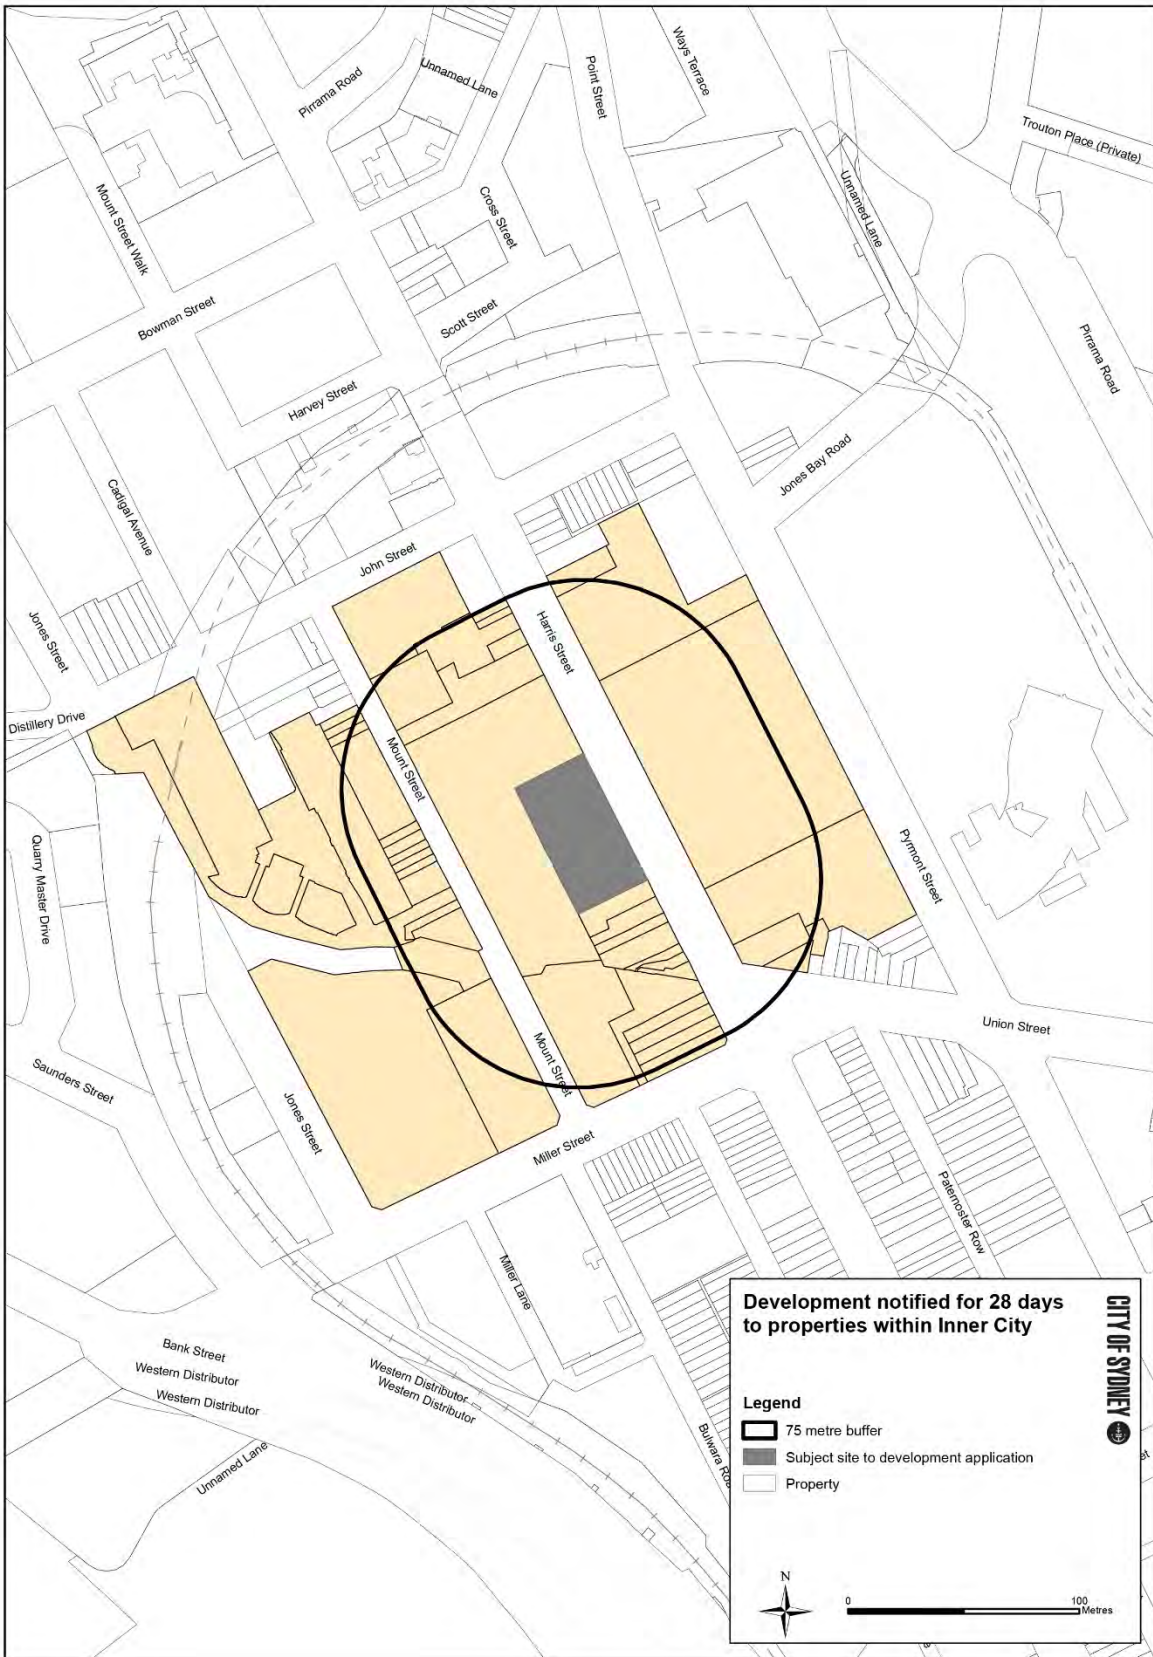 Pirrama Road
Unnamed Lane
Point Street
Ways Terrace
Trouton Place (Private)
Mount Street Walk
Cross Street
Unnamed Lane
Bowman Street
Scott Street
Pirrama Road
Harvey Street
Cadigal Avenue
Jones Bay Road
John Street
Jones Street
Harris Street
Distillery Drive
Mount Street
Quarry Master Drive
Pyrmont Street
Union Street
Saunders Street
Mount Street
Jones Street
Miller Street
Paternoster Row
Miller Lane
Bank Street
Western Distributor
Western Distributor
Western Distributor
Western Distributor
Unnamed Lane
Bulwara
Development notified for 28 days
to properties within Inner City
CITY OF SYDNEY
Legend
75 metre buffer
Subject site to development application
Property
N
0 100
Metres